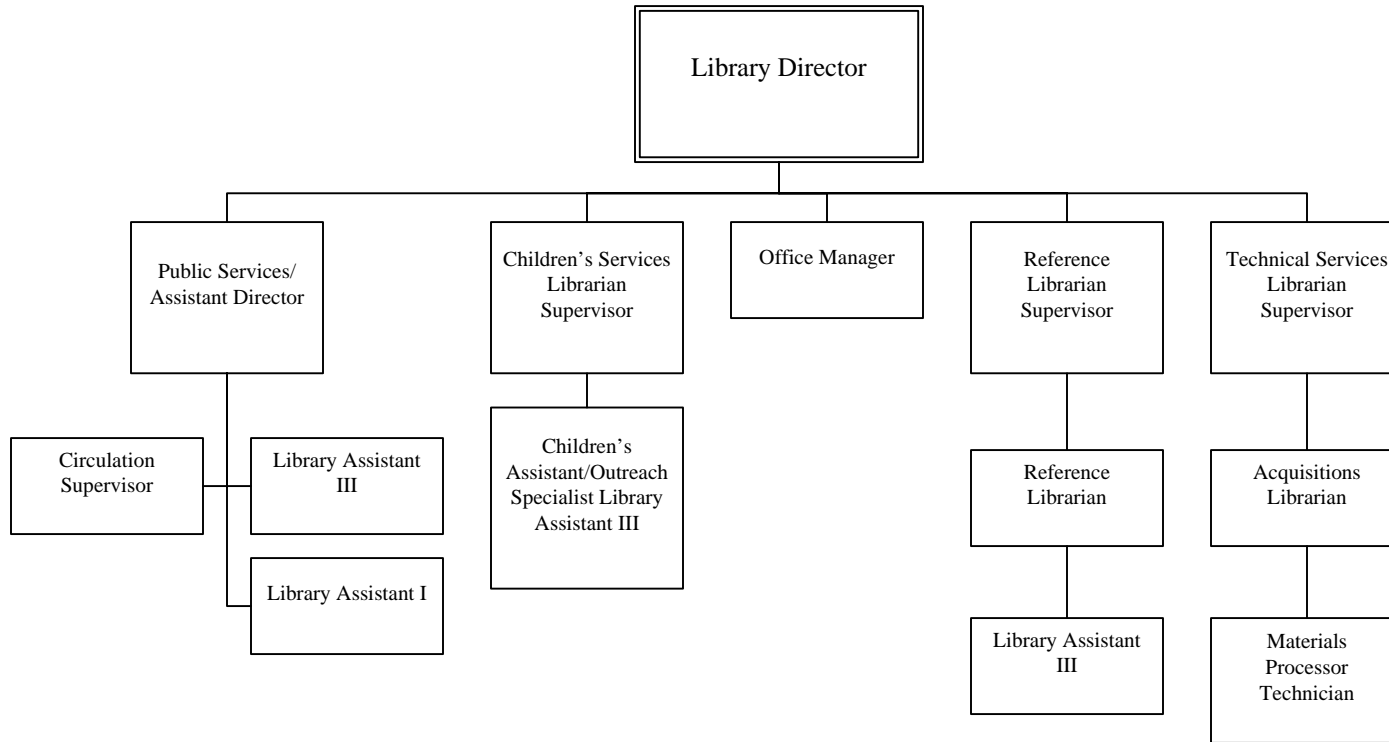 Library Director
Public Services/
Assistant Director
Children’s Services
Librarian
Supervisor
Office Manager
Reference
Librarian
Supervisor
Technical Services
Librarian
Supervisor
Circulation
Supervisor
Library Assistant
III
Library Assistant I
Children’s
Assistant/Outreach
Specialist Library
Assistant III
Reference
Librarian
Library Assistant
III
Acquisitions
Librarian
Materials
Processor
Technician